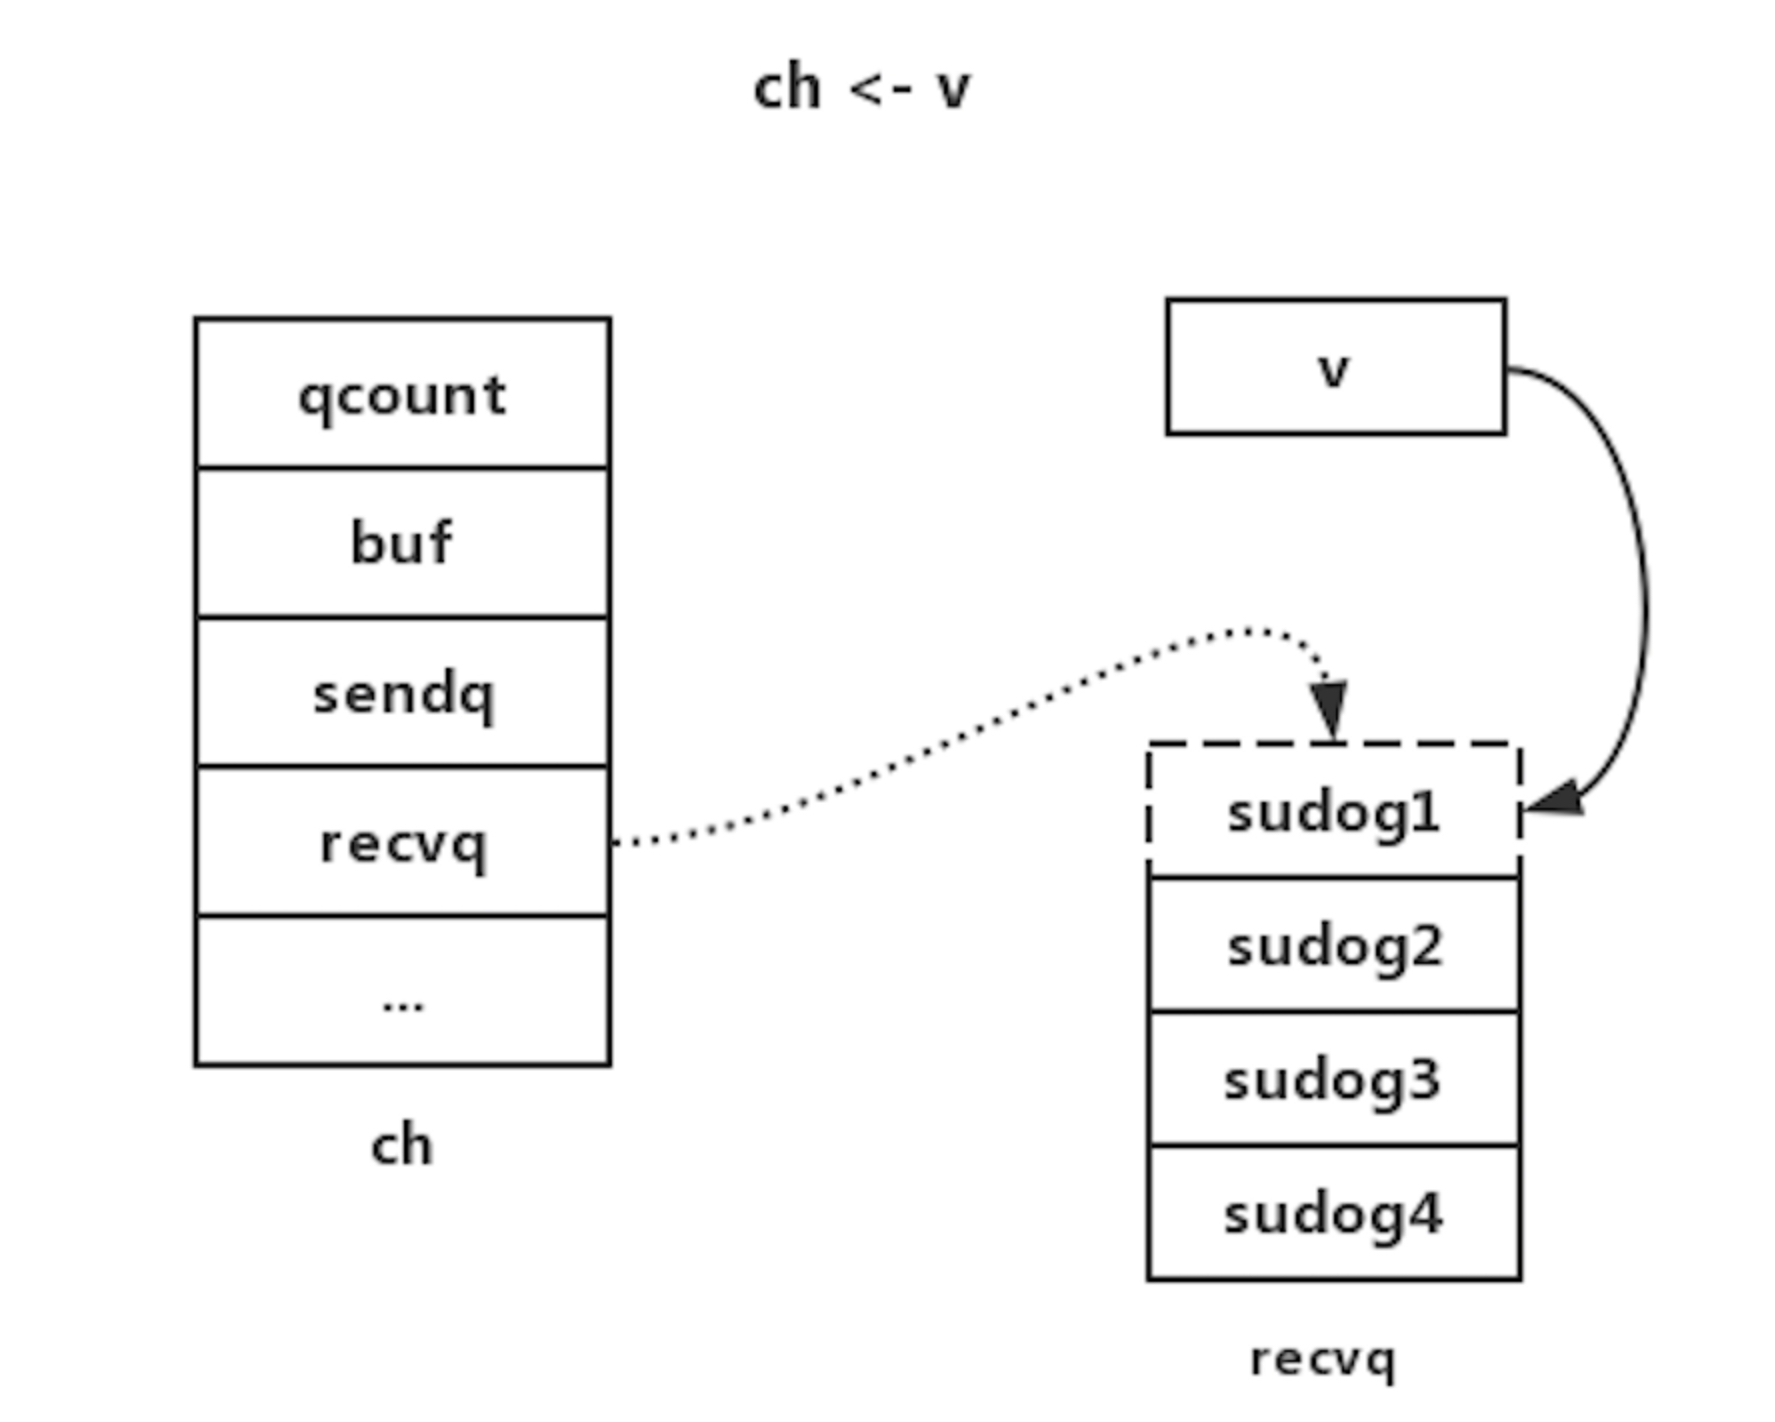 ch <- v
qcount
buf
sendq
recvq
...
ch
v
sudog1
sudog2
sudog3
sudog4
recvq